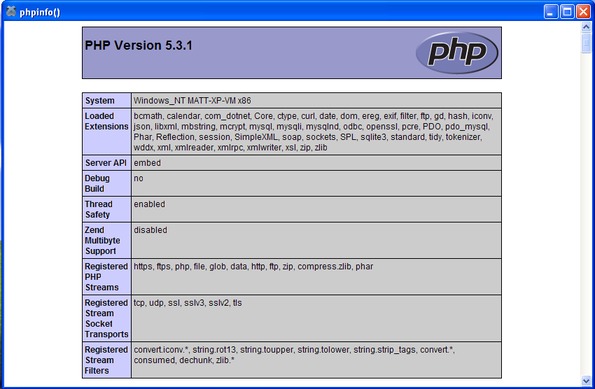 phpinfo()
PHP Version 5.3.1
php
System
Windows_NT MATT-XP-VM x86
Loaded
Extensions
bcmath, calendar, com_dotnet, Core, ctype, curl, date, dom, ereg, exif, filter, ftp, gd, hash, iconv,
json, libxml, mbstring, mcrypt, mysql, mysqli, mysqlnd, odbc, openssl, pcre, PDO, pdo_mysql,
Phar, Reflection, session, SimpleXML, soap, sockets, SPL, sqlite3, standard, tidy, tokenizer,
wddx, xml, xmlreader, xmlrpc, xmlwriter, xsl, zip, zlib
Server API
embed
Debug
Build
no
Thread
Safety
enabled
Zend
Multibyte
Support
disabled
Registered
PHP
Streams
https, ftps, php, file, glob, data, http, ftp, zip, compress.zlib, phar
Registered
Stream
Socket
Transports
tcp, udp, ssl, sslv3, sslv2, tls
Registered
Stream
Filters
convert.iconv.*, string.rot13, string.toupper, string.tolower, string.strip_tags, convert.*,
consumed, dechunk, zlib.*